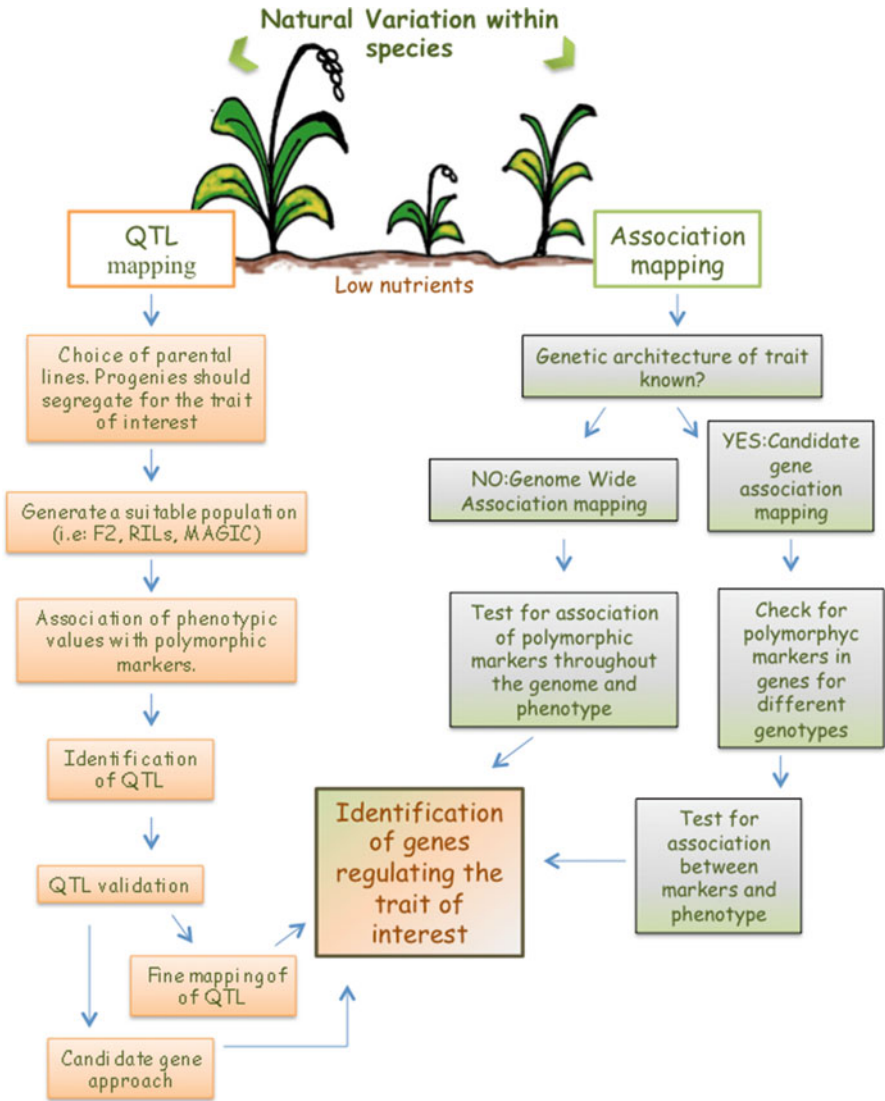 Natural Variation within
species
QTL
mapping
Association
mapping
Low nutrients
Choice of parental
lines. Progenies should
segregate for the trait
of interest
Generate a suitable population
(i.e: F2, RILs, MAGIC)
Association of phenotypic
values with polymorphic
markers.
Identification
of QTL
QTL validation
Fine mapping of
of QTL
Candidate gene
approach
Genetic architecture of trait
known?
NO:Genome Wide
Association mapping
YES:Candidate
gene
association
mapping
Test for association
of polymorphic
markers throughout
the genome and
phenotype
Check for
polymorphyc
markers in
genes for
different
genotypes
Test for
association
between
markers and
phenotype
Identification
of genes
regulating the
trait of
interest